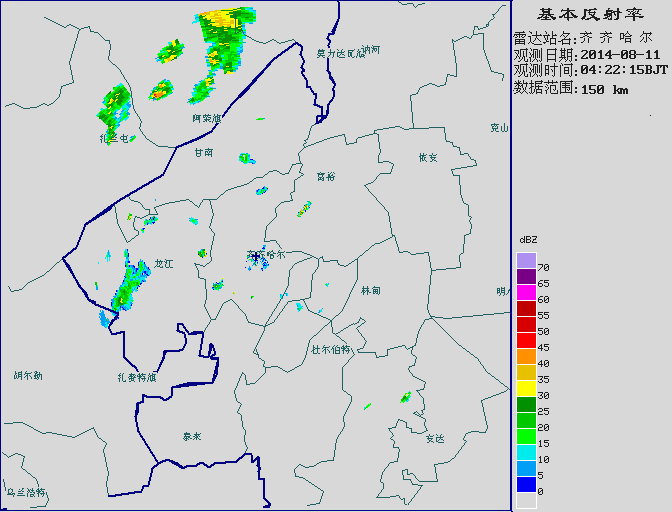 基本反射率
雷达站名:齐 齐 哈 尔
观测日期:2014-08-11
观测时间:04:22:15BJT
数据范围:150 km
莫力达瓦旗
讷河
阿荣旗
扎兰屯
甘南
富裕
依安
克山
齐齐哈尔
龙江
林甸
明水
杜尔伯特
胡尔勒
扎赉特旗
泰来
安达
乌兰浩特
dBZ
70
65
60
55
50
45
40
35
30
25
20
15
10
5
0